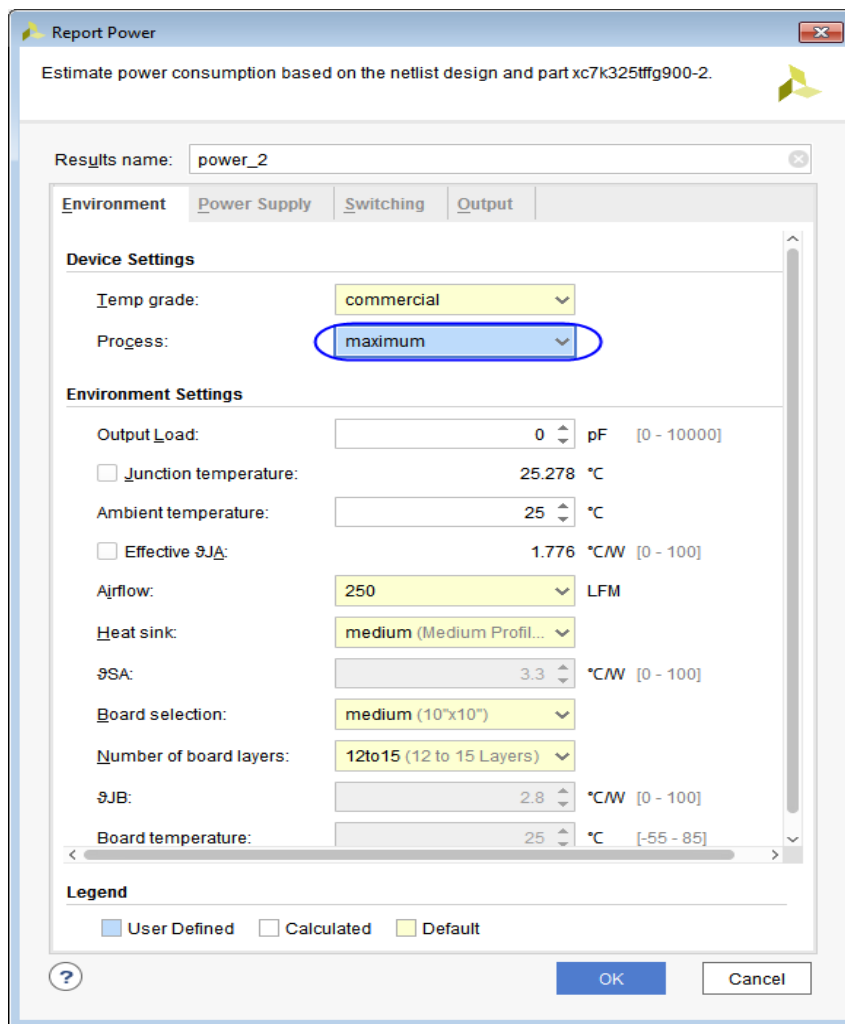 Report Power
Estimate power consumption based on the netlist design and part xc7k325tffg900-2.
Results name: power_2
Environment Power Supply Switching Output
Device Settings
Temp grade: commercial
Process: maximum
Environment Settings
Output Load: 0 pF [0 - 10000]
Junction temperature: 25.278 °C
Ambient temperature: 25 °C
Effective ϑJA: 1.776 °C/W [0 - 100]
Airflow: 250 LFM
Heat sink: medium (Medium Profil...
ϑSA: 3.3 °C/W [0 - 100]
Board selection: medium (10"x10")
Number of board layers: 12to15 (12 to 15 Layers)
ϑJB: 2.8 °C/W [0 - 100]
Board temperature: 25 °C [-55 - 85]
Legend
User Defined Calculated Default
? OK Cancel